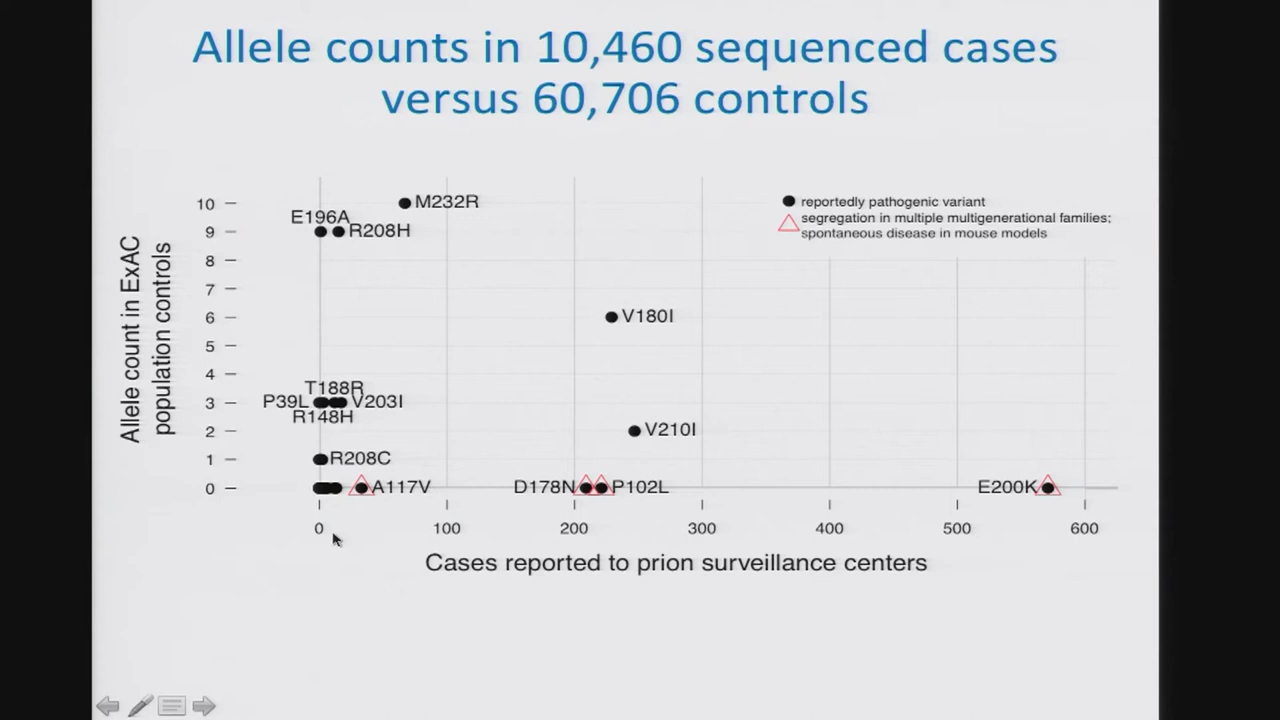 Allele counts in 10,460 sequenced cases
versus 60,706 controls
Allele count in ExAC
population controls
10
9
8
7
6
5
4
3
2
1
0
M232R
E196A
R208H
V180I
T188R
P39L
V203I
R148H
V210I
R208C
A117V
D178N
P102L
E200K
reportedly pathogenic variant
segregation in multiple multigenerational families;
spontaneous disease in mouse models
0
100
200
300
400
500
600
Cases reported to prion surveillance centers